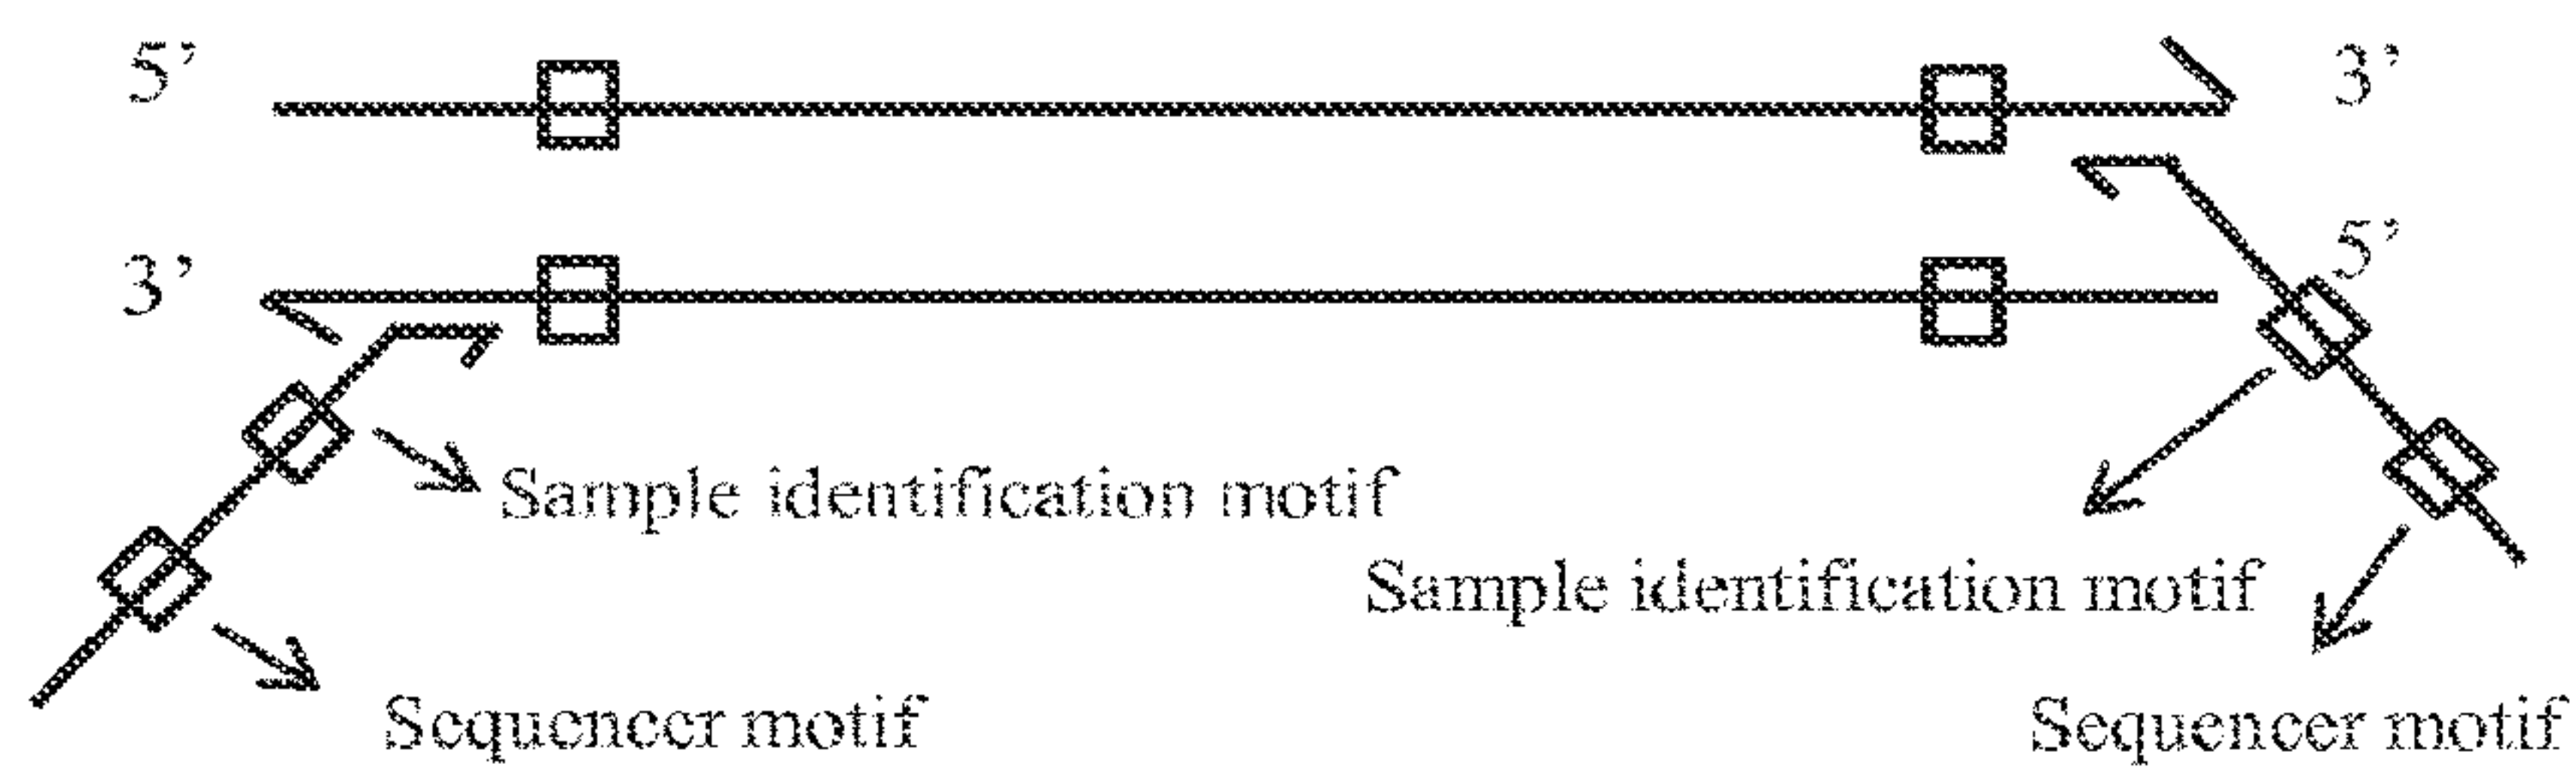 5’
3’
3’
5’
Sample identification motif
Sample identification motif
Sequencer motif
Sequencer motif